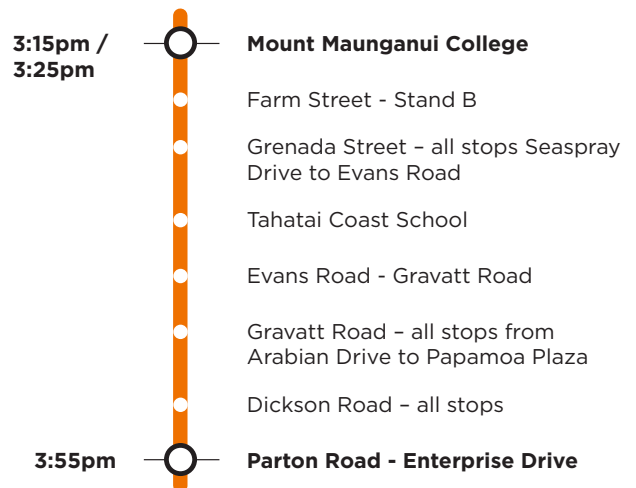 3:15pm /
3:25pm
Mount Maunganui College
Farm Street - Stand B
Grenada Street – all stops Seaspray
Drive to Evans Road
Tahatai Coast School
Evans Road - Gravatt Road
Gravatt Road – all stops from
Arabian Drive to Papamoa Plaza
Dickson Road – all stops
3:55pm
Parton Road - Enterprise Drive